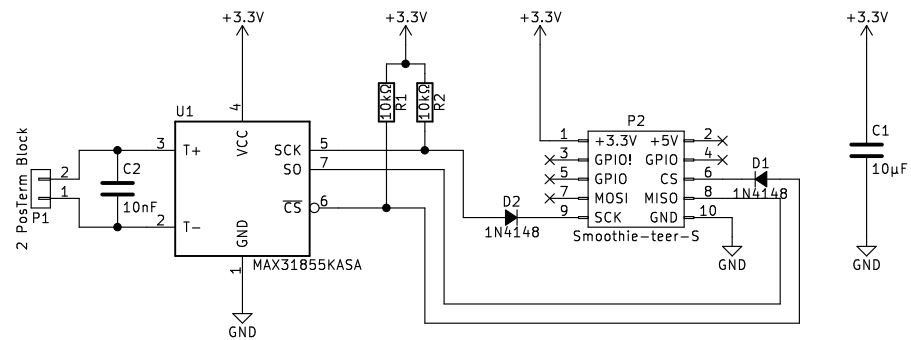 +3.3V
+3.3V
+3.3V
+3.3V
2 PosTerm Block
P1
2
1
C2
10nF
U1
3
2
4
1
T+
T-
VCC
GND
SCK
SO
CS
5
7
6
MAX31855KASA
GND
10kΩ
R1
10kΩ
R2
D2
1N4148
P2
1
3
5
7
9
+3.3V
GPIO!
GPIO
MOSI
SCK
+5V
GPIO
CS
MISO
GND
2
4
6
8
10
Smoothie-teer-S
D1
1N4148
GND
C1
10µF
GND